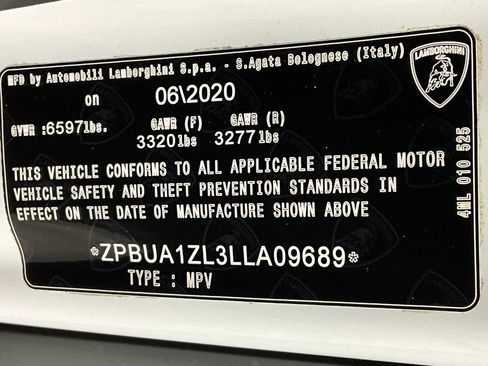 MFD by Automobili Lamborghini S.p.a. - S.Agata Bolognese (Italy)
LAMBORGHINI
on 06\2020
GVWR :6597lbs. GAWR (F) 3320lbs GAWR (R) 3277lbs
THIS VEHICLE CONFORMS TO ALL APPLICABLE FEDERAL MOTOR
VEHICLE SAFETY AND THEFT PREVENTION STANDARDS IN
EFFECT ON THE DATE OF MANUFACTURE SHOWN ABOVE
*ZPBUA1ZL3LLA09689*
TYPE : MPV
4ML 010 525